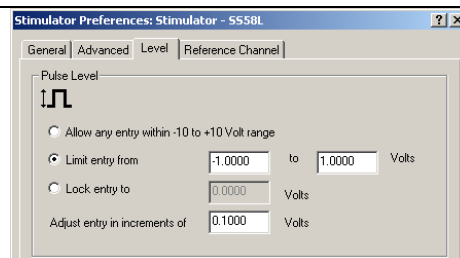 Stimulator Preferences: Stimulator - SS58L
General Advanced Level Reference Channel
Pulse Level
Allow any entry within -10 to +10 Volt range
Limit entry from -1.0000 to 1.0000 Volts
Lock entry to 0.0000 Volts
Adjust entry in increments of 0.1000 Volts